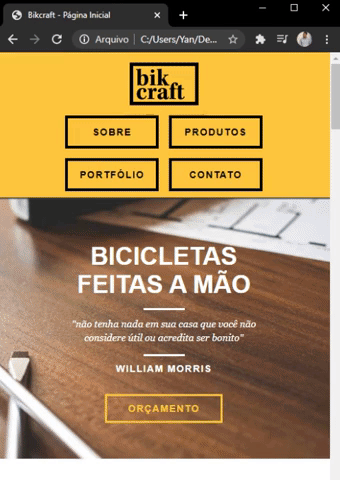 Bikcraft - Página Inicial
Arquivo | C:/Users/Yan/De...
bik
craft
SOBRE
PRODUTOS
PORTFÓLIO
CONTATO
BICICLETAS
FEITAS A MÃO
"não tenha nada em sua casa que você não
considere útil ou acredita ser bonito"
WILLIAM MORRIS
ORÇAMENTO